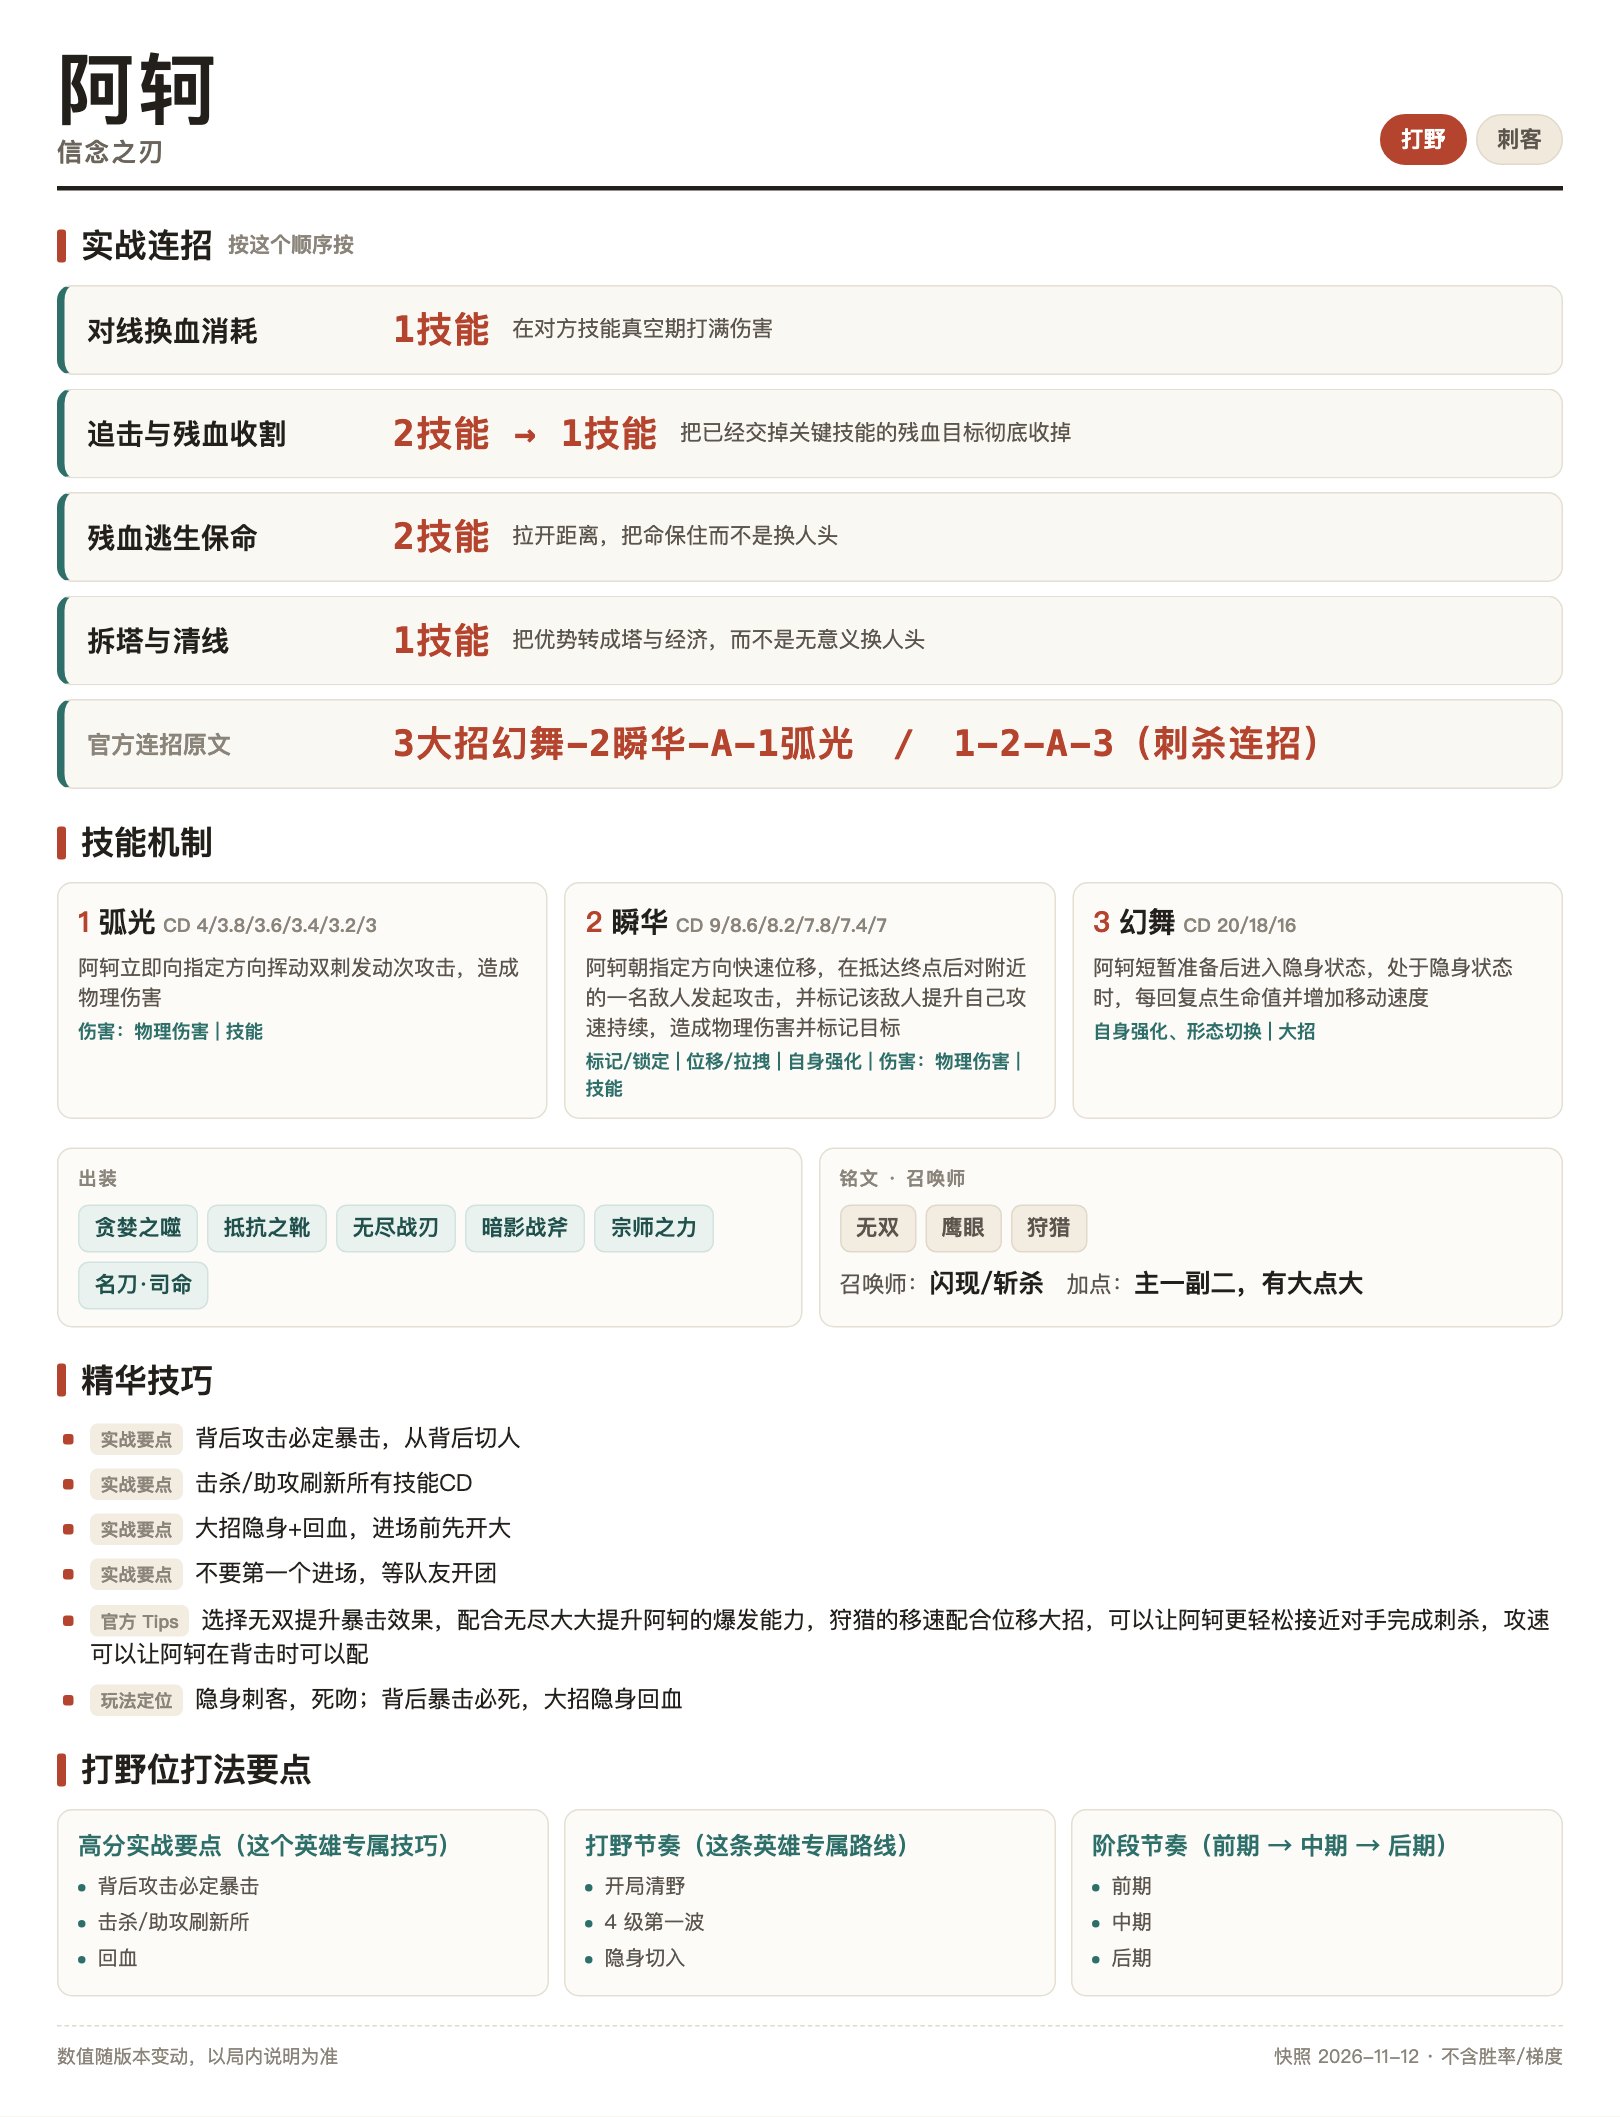 阿轲
信念之刃
打野 刺客
实战连招 按这个顺序按
对线换血消耗 1技能 在对方技能真空期打满伤害
追击与残血收割 2技能 → 1技能 把已经交掉关键技能的残血目标彻底收掉
残血逃生保命 2技能 拉开距离，把命保住而不是换人头
拆塔与清线 1技能 把优势转成塔与经济，而不是无意义换人头
官方连招原文 3大招幻舞-2瞬华-A-1弧光 / 1-2-A-3（刺杀连招）
技能机制
1 弧光 CD 4/3.8/3.6/3.4/3.2/3
阿轲立即向指定方向挥动双刺发动次攻击，造成
物理伤害
伤害：物理伤害 | 技能
2 瞬华 CD 9/8.6/8.2/7.8/7.4/7
阿轲朝指定方向快速位移，在抵达终点后对附近
的一名敌人发起攻击，并标记该敌人提升自己攻
速持续，造成物理伤害并标记目标
标记/锁定 | 位移/拉拽 | 自身强化 | 伤害：物理伤害 |
技能
3 幻舞 CD 20/18/16
阿轲短暂准备后进入隐身状态，处于隐身状态
时，每回复点生命值并增加移动速度
自身强化、形态切换 | 大招
出装
贪婪之噬 抵抗之靴 无尽战刃 暗影战斧 宗师之力
名刀·司命
铭文 · 召唤师
无双 鹰眼 狩猎
召唤师：闪现/斩杀 加点：主一副二，有大点大
精华技巧
实战要点 背后攻击必定暴击，从背后切人
实战要点 击杀/助攻刷新所有技能CD
实战要点 大招隐身+回血，进场前先开大
实战要点 不要第一个进场，等队友开团
官方 Tips 选择无双提升暴击效果，配合无尽大大提升阿轲的爆发能力，狩猎的移速配合位移大招，可以让阿轲更轻松接近对手完成刺杀，攻速
可以让阿轲在背击时可以配
玩法定位 隐身刺客，死吻；背后暴击必死，大招隐身回血
打野位打法要点
高分实战要点（这个英雄专属技巧）
背后攻击必定暴击
击杀/助攻刷新所
回血
打野节奏（这条英雄专属路线）
开局清野
4 级第一波
隐身切入
阶段节奏（前期 → 中期 → 后期）
前期
中期
后期
数值随版本变动，以局内说明为准
快照 2026-11-12 · 不含胜率/梯度